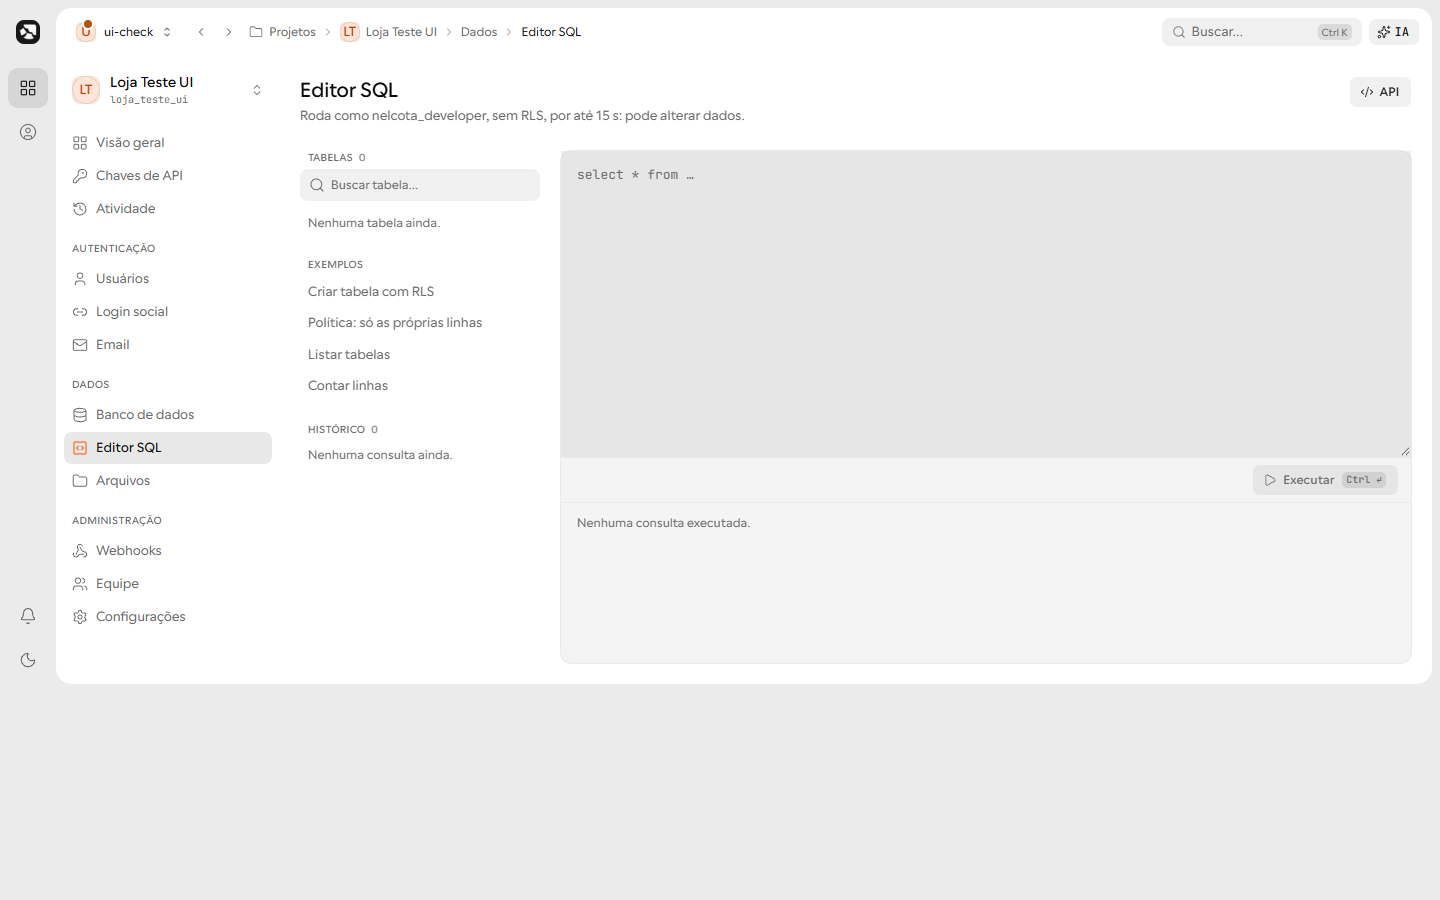 ui-check
Projetos
LT
Loja Teste UI
Dados
Editor SQL
Buscar...
Ctrl K
IA
LT
Loja Teste UI
loja_teste_ui
Visão geral
Chaves de API
Atividade
AUTENTICAÇÃO
Usuários
Login social
Email
DADOS
Banco de dados
Editor SQL
Arquivos
ADMINISTRAÇÃO
Webhooks
Equipe
Configurações
Editor SQL
Roda como nelcota_developer, sem RLS, por até 15 s: pode alterar dados.
API
TABELAS 0
Buscar tabela...
Nenhuma tabela ainda.
EXEMPLOS
Criar tabela com RLS
Política: só as próprias linhas
Listar tabelas
Contar linhas
HISTÓRICO 0
Nenhuma consulta ainda.
select * from …
Executar Ctrl ⏎
Nenhuma consulta executada.